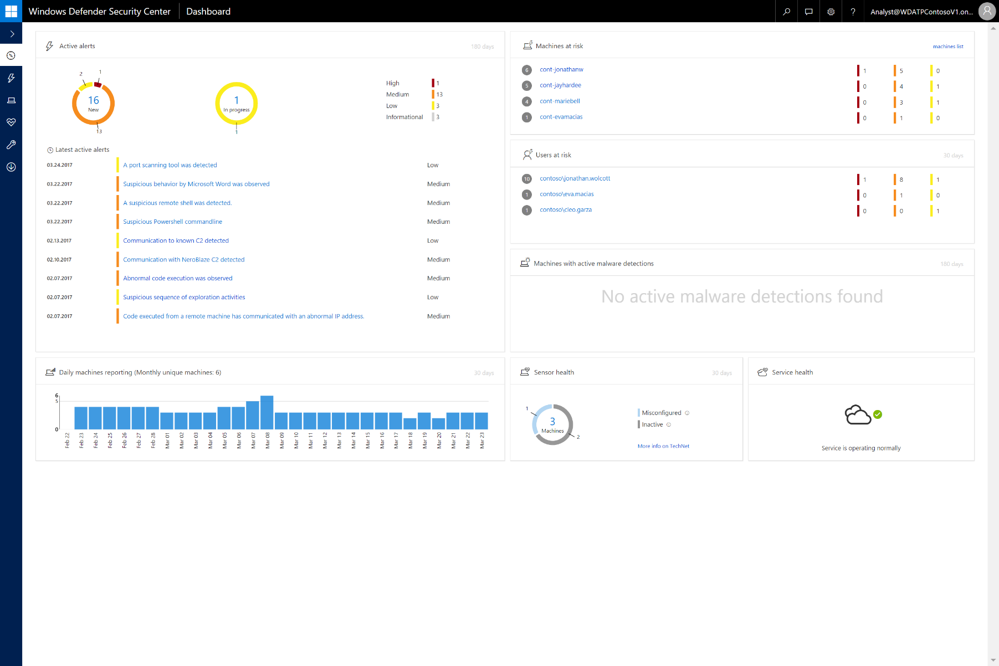 Windows Defender Security Center
Dashboard
?
Analyst@WDATPContosoV1.on...
Active alerts
180 days
2
1
16
New
13
1
In progress
1
High 1
Medium 13
Low 3
Informational 3
Latest active alerts
03.24.2017 A port scanning tool was detected Low
03.22.2017 Suspicious behavior by Microsoft Word was observed Medium
03.22.2017 A suspicious remote shell was detected. Medium
03.22.2017 Suspicious Powershell commandline Medium
02.13.2017 Communication to known C2 detected Low
02.10.2017 Communication with NeroBlaze C2 detected Medium
02.07.2017 Abnormal code execution was observed Medium
02.07.2017 Suspicious sequence of exploration activities Low
02.07.2017 Code executed from a remote machine has communicated with an abnormal IP address. Medium
Machines at risk
machines list
6 cont-jonathanw 1 5 0
5 cont-jayhardee 0 4 1
4 cont-mariebell 0 3 1
1 cont-evamacias 0 1 0
Users at risk
30 days
10 contoso\jonathan.wolcott 1 8 1
1 contoso\eva.macias 0 1 0
1 contoso\cleo.garza 0 0 1
Machines with active malware detections
180 days
No active malware detections found
Daily machines reporting (Monthly unique machines: 6)
30 days
6
5
0
Feb 22
Feb 23
Feb 24
Feb 25
Feb 26
Feb 27
Feb 28
Mar 01
Mar 02
Mar 03
Mar 04
Mar 05
Mar 06
Mar 07
Mar 08
Mar 09
Mar 10
Mar 11
Mar 12
Mar 13
Mar 14
Mar 15
Mar 16
Mar 17
Mar 18
Mar 19
Mar 20
Mar 21
Mar 22
Mar 23
Sensor health
30 days
1
3
Machines
2
Misconfigured
Inactive
More info on TechNet
Service health
Service is operating normally